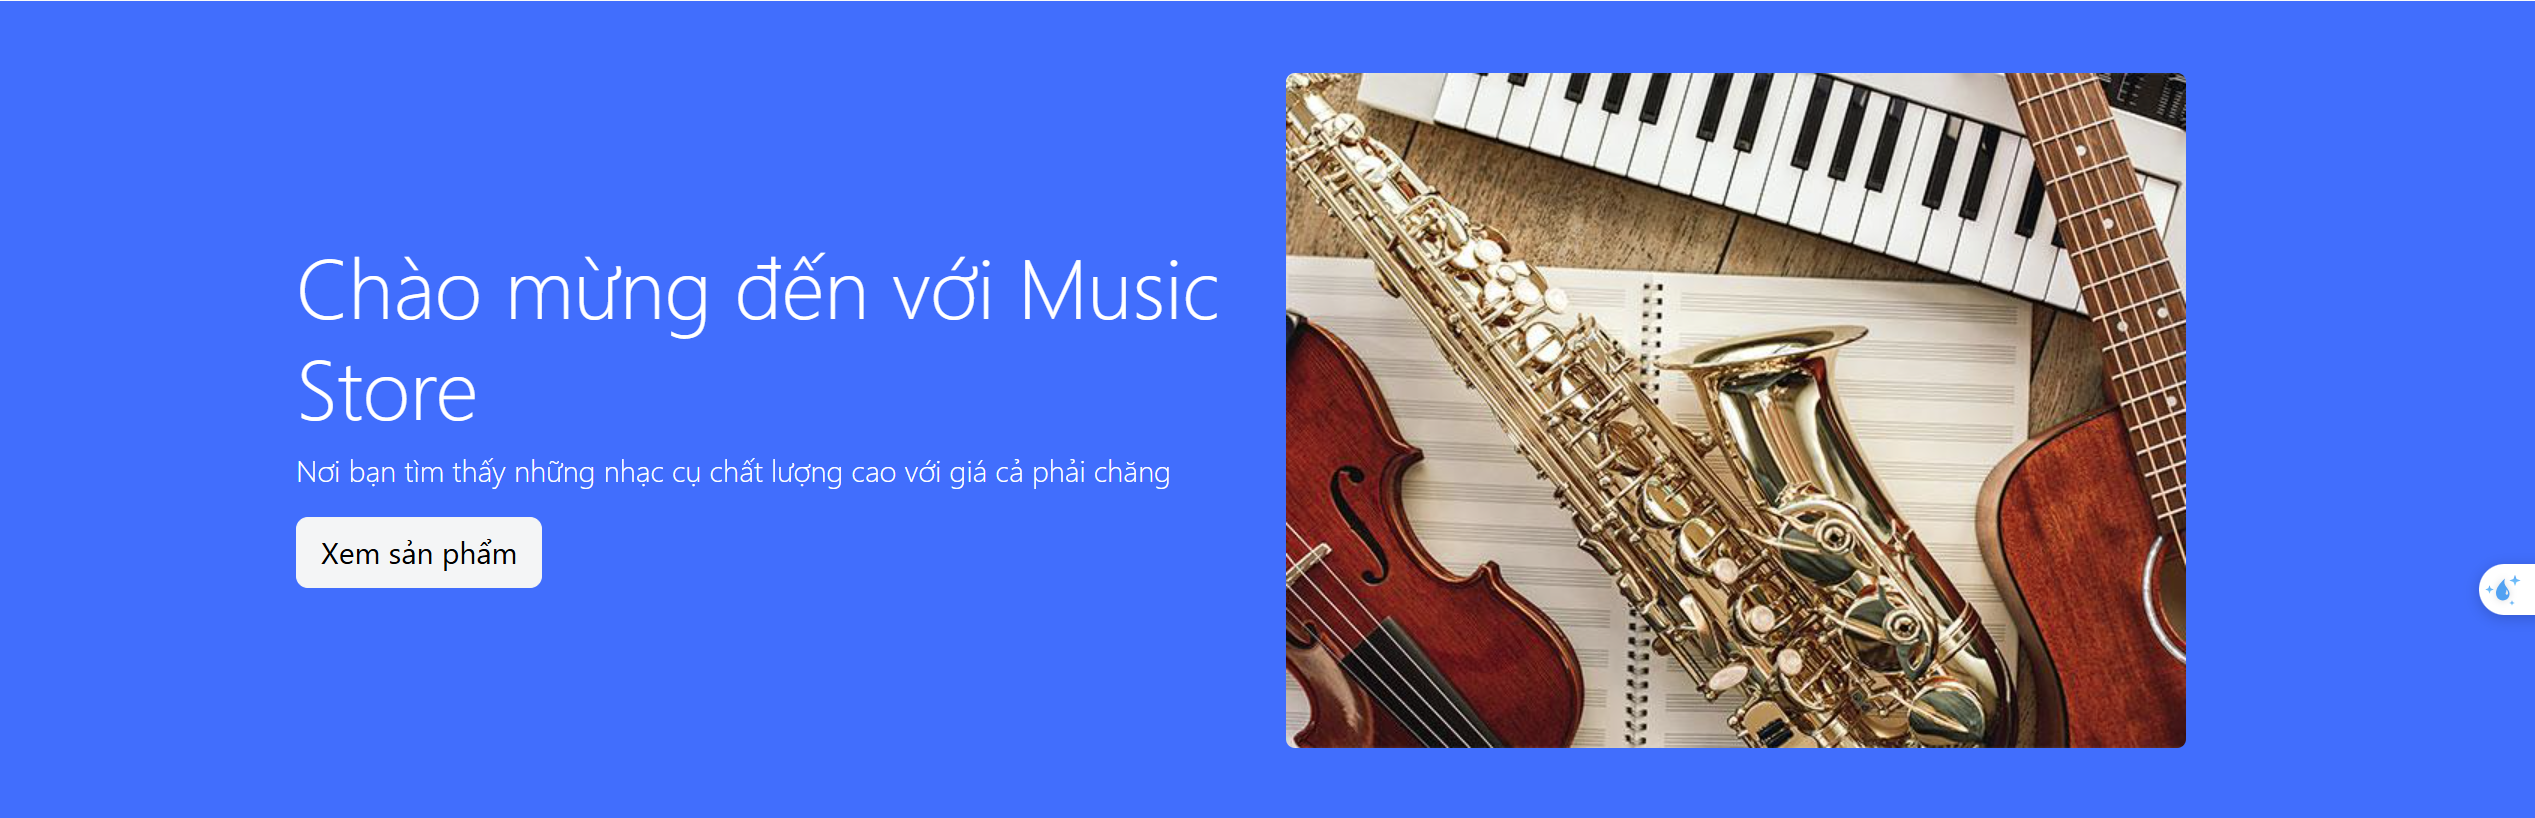 Chào mừng đến với Music
Store
Nơi bạn tìm thấy những nhạc cụ chất lượng cao với giá cả phải chăng
Xem sản phẩm